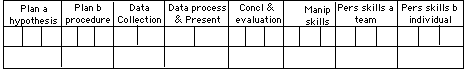 Plan a Plan b Data Data process Concl & Manip Pers skills a Pers skills b
hypothesis procedure Collection & Present evaluation skills team individual